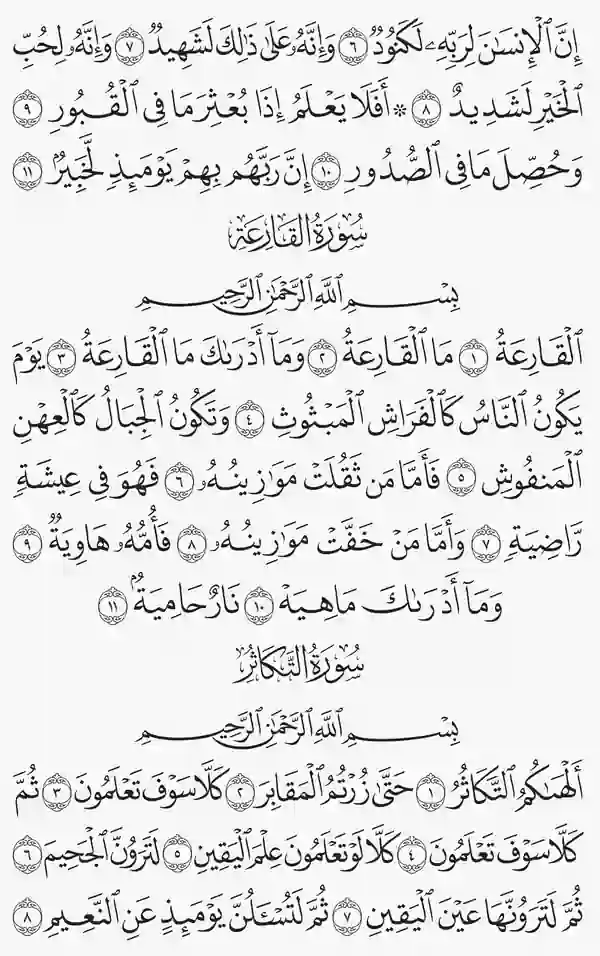 إِنَّ ٱلْإِنسَـٰنَ لِرَبِّهِۦ لَكَنُودٌ ٦ وَإِنَّهُۥ عَلَىٰ ذَٰلِكَ لَشَهِيدٌ ٧ وَإِنَّهُۥ لِحُبِّ
ٱلْخَيْرِ لَشَدِيدٌ ٨ ۞ أَفَلَا يَعْلَمُ إِذَا بُعْثِرَ مَا فِى ٱلْقُبُورِ ٩
وَحُصِّلَ مَا فِى ٱلصُّدُورِ ١٠ إِنَّ رَبَّهُم بِهِمْ يَوْمَئِذٍ لَّخَبِيرٌۢ ١١
سُورَةُ القَارِعَةِ
بِسْمِ ٱللَّهِ ٱلرَّحْمَـٰنِ ٱلرَّحِيمِ
ٱلْقَارِعَةُ ١ مَا ٱلْقَارِعَةُ ٢ وَمَآ أَدْرَىٰكَ مَا ٱلْقَارِعَةُ ٣ يَوْمَ
يَكُونُ ٱلنَّاسُ كَٱلْفَرَاشِ ٱلْمَبْثُوثِ ٤ وَتَكُونُ ٱلْجِبَالُ كَٱلْعِهْنِ
ٱلْمَنفُوشِ ٥ فَأَمَّا مَن ثَقُلَتْ مَوَٰزِينُهُۥ ٦ فَهُوَ فِى عِيشَةٍ
رَّاضِيَةٍ ٧ وَأَمَّا مَنْ خَفَّتْ مَوَٰزِينُهُۥ ٨ فَأُمُّهُۥ هَاوِيَةٌ ٩
وَمَآ أَدْرَىٰكَ مَا هِيَهْ ١٠ نَارٌ حَامِيَةٌۢ ١١
سُورَةُ التَّكَاثُرِ
بِسْمِ ٱللَّهِ ٱلرَّحْمَـٰنِ ٱلرَّحِيمِ
أَلْهَىٰكُمُ ٱلتَّكَاثُرُ ١ حَتَّىٰ زُرْتُمُ ٱلْمَقَابِرَ ٢ كَلَّا سَوْفَ تَعْلَمُونَ ٣ ثُمَّ
كَلَّا سَوْفَ تَعْلَمُونَ ٤ كَلَّا لَوْ تَعْلَمُونَ عِلْمَ ٱلْيَقِينِ ٥ لَتَرَوُنَّ ٱلْجَحِيمَ ٦
ثُمَّ لَتَرَوُنَّهَا عَيْنَ ٱلْيَقِينِ ٧ ثُمَّ لَتُسْـَٔلُنَّ يَوْمَئِذٍ عَنِ ٱلنَّعِيمِ ٨